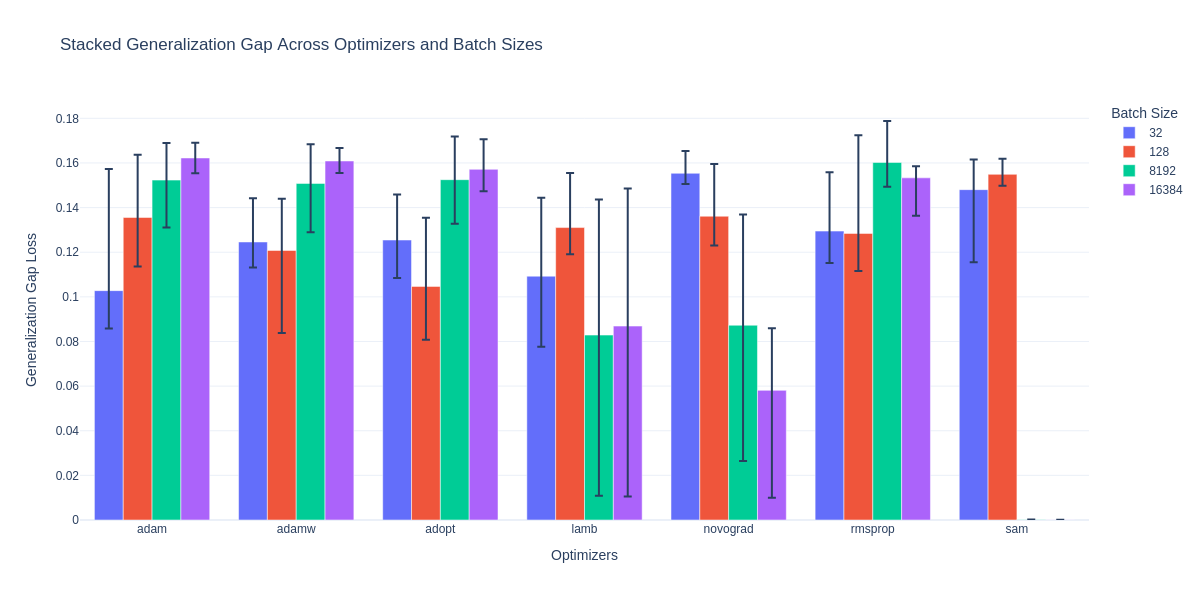 Stacked Generalization Gap Across Optimizers and Batch Sizes
Batch Size
32
128
8192
16384
Generalization Gap Loss
0.18
0.16
0.14
0.12
0.1
0.08
0.06
0.04
0.02
0
adam
adamw
adopt
lamb
novograd
rmsprop
sam
Optimizers